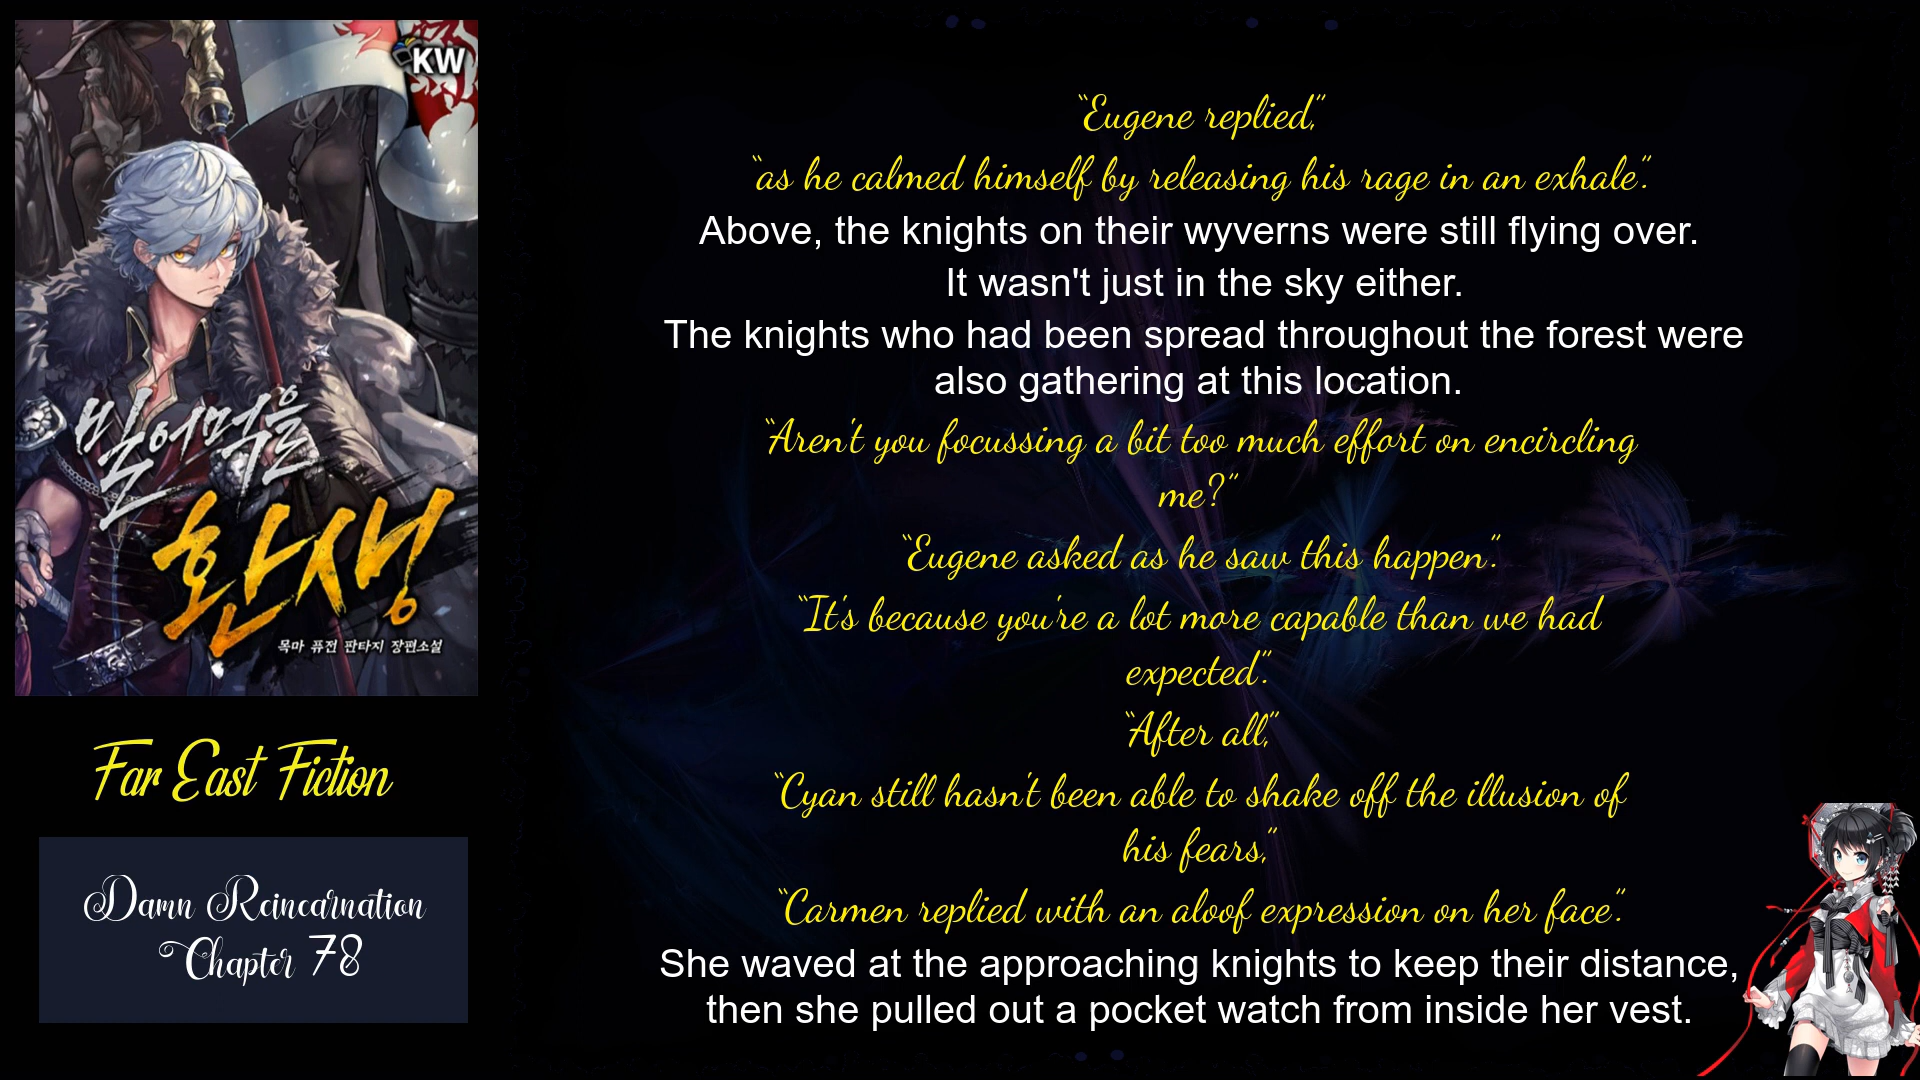 KW
빌어먹을
환생
목마 퓨전 판타지 장편소설
Far East Fiction
Damn Reincarnation
Chapter 78
“Eugene replied,”
“as he calmed himself by releasing his rage in an exhale”.
Above, the knights on their wyverns were still flying over.
It wasn't just in the sky either.
The knights who had been spread throughout the forest were
also gathering at this location.
“Aren't you focussing a bit too much effort on encircling
me?”
“Eugene asked as he saw this happen”.
“It's because you're a lot more capable than we had
expected”.
“After all,”
“Cyan still hasn't been able to shake off the illusion of
his fears,”
“Carmen replied with an aloof expression on her face”.
She waved at the approaching knights to keep their distance,
then she pulled out a pocket watch from inside her vest.